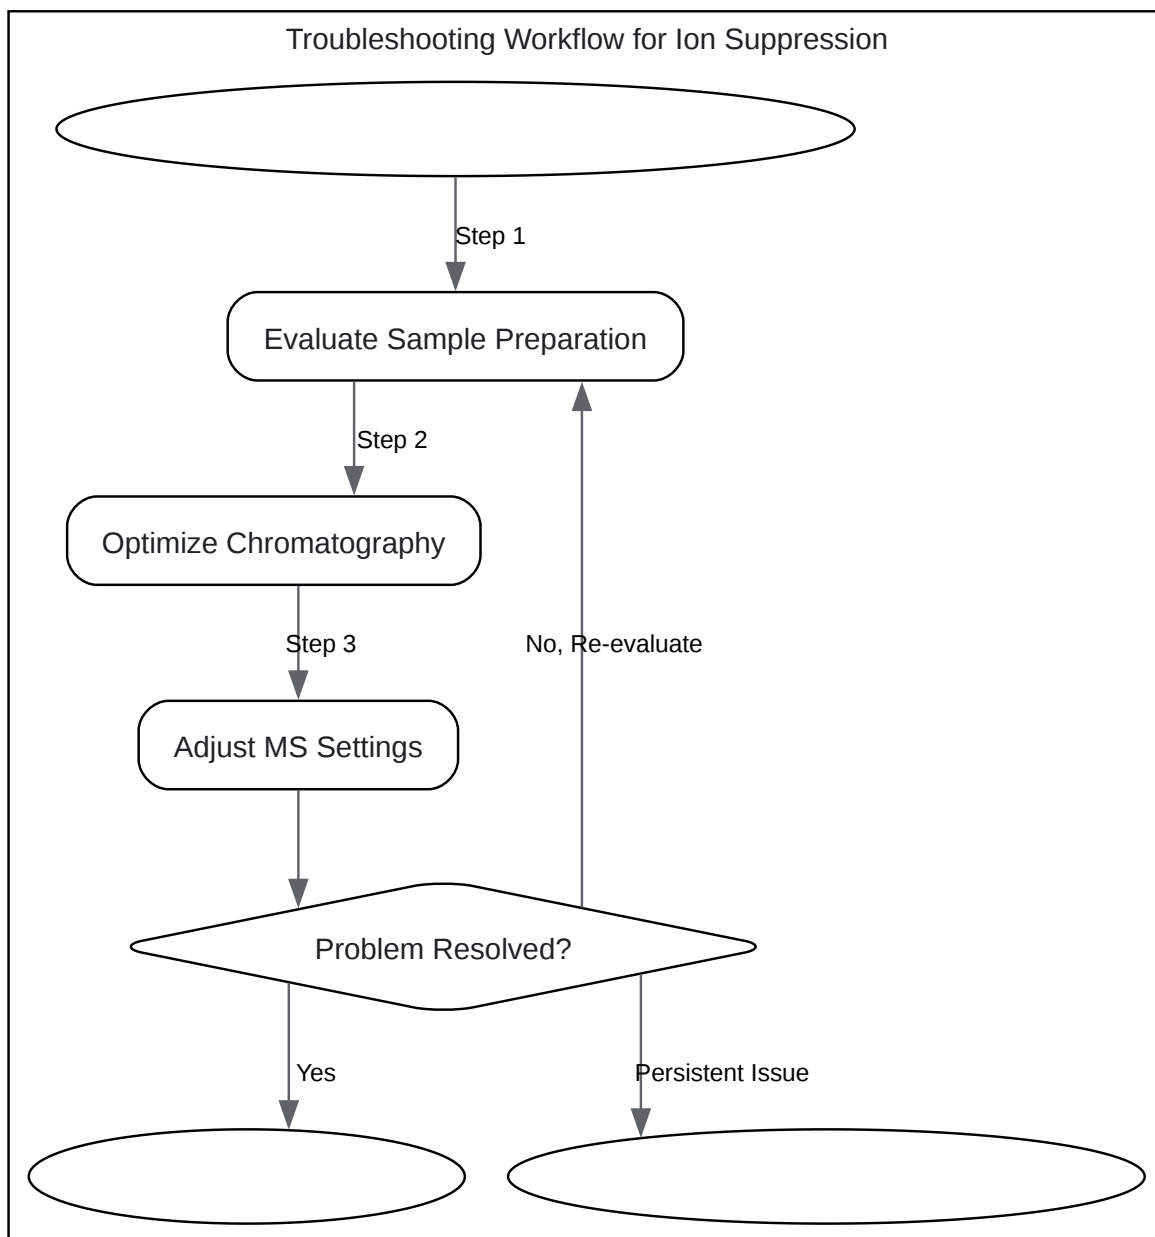 Troubleshooting Workflow for Ion Suppression
Step 1
Evaluate Sample Preparation
Step 2
Optimize Chromatography
Step 3
No, Re-evaluate
Adjust MS Settings
Problem Resolved?
Yes
Persistent Issue